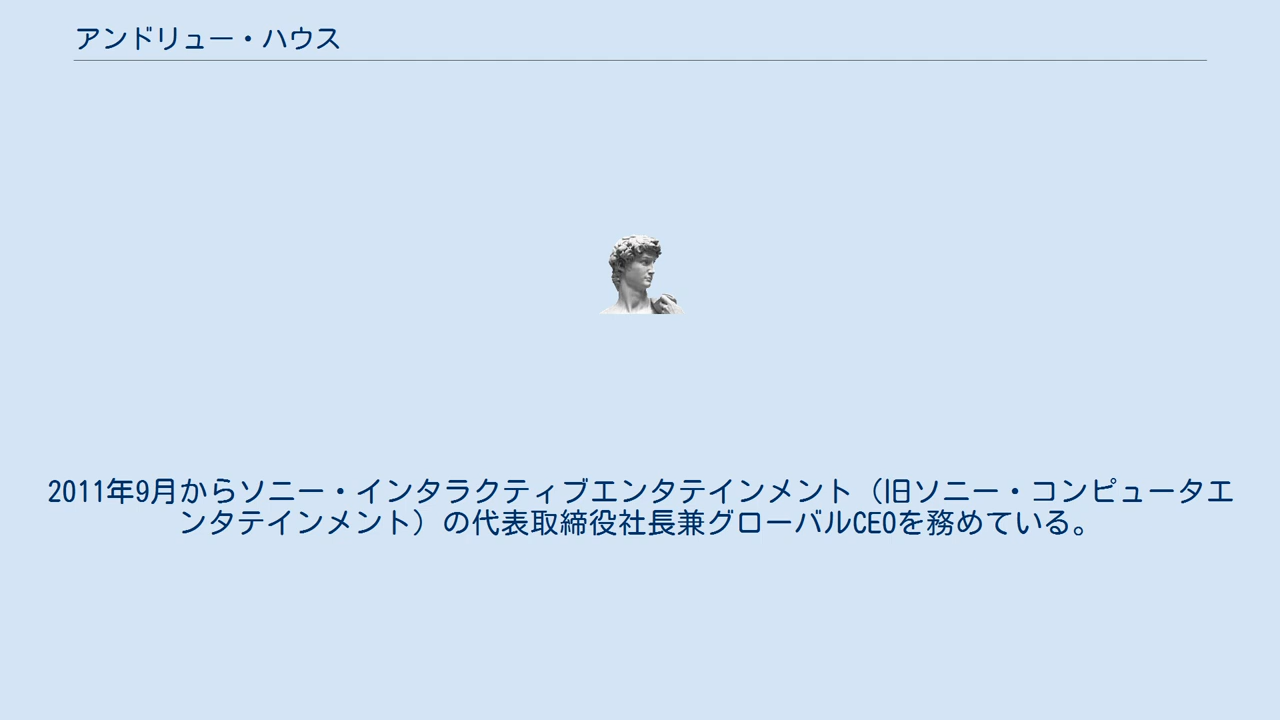 アンドリュー・ハウス
2011年9月からソニー・インタラクティブエンタテインメント（旧ソニー・コンピュータエ
ンタテインメント）の代表取締役社長兼グローバルCEOを務めている。